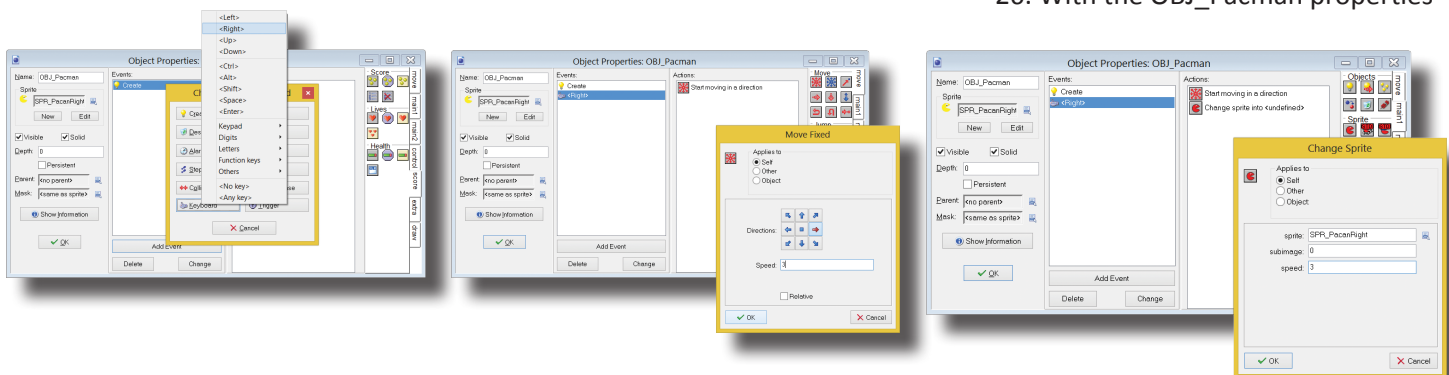 20. With the OBJ_Pacman properties
<Left>
<Right>
<Up>
<Down>
<Ctrl>
<Alt>
<Shift>
<Space>
<Enter>
Keypad
Digits
Letters
Function keys
Others
<No key>
<Any key>
Object Properties:
Name: OBJ_Pacman
Sprite
SPR_PacanRight
New Edit
Visible Solid
Depth: 0
Persistent
Parent: <no parent>
Mask: <same as sprite>
Show Information
OK
Events:
Create
Keyboard
Trigger
Cancel
Add Event
Delete Change
Score
Lives
Health
move
main1
main2
control
score
extra
draw
Object Properties: OBJ_P
Name: OBJ_Pacman
Sprite
SPR_PacanRight
New Edit
Visible Solid
Depth: 0
Persistent
Parent: <no parent>
Mask: <same as sprite>
Show Information
OK
Events:
Create
<Right>
Add Event
Delete Change
Actions:
Start moving in a direction
Move
Jump
move
main1
Move Fixed
Applies to
Self
Other
Object
Directions:
Speed: 3
Relative
OK Cancel
Object Properties: OBJ_Pacman
Name: OBJ_Pacman
Sprite
SPR_PacanRight
New Edit
Visible Solid
Depth: 0
Persistent
Parent: <no parent>
Mask: <same as sprite>
Show Information
OK
Events:
Create
<Right>
Add Event
Delete Change
Actions:
Start moving in a direction
Change sprite into <undefined>
Objects
Sprite
move
main1
Change Sprite
Applies to
Self
Other
Object
sprite: SPR_PacanRight
subimage: 0
speed: 3
OK Cancel